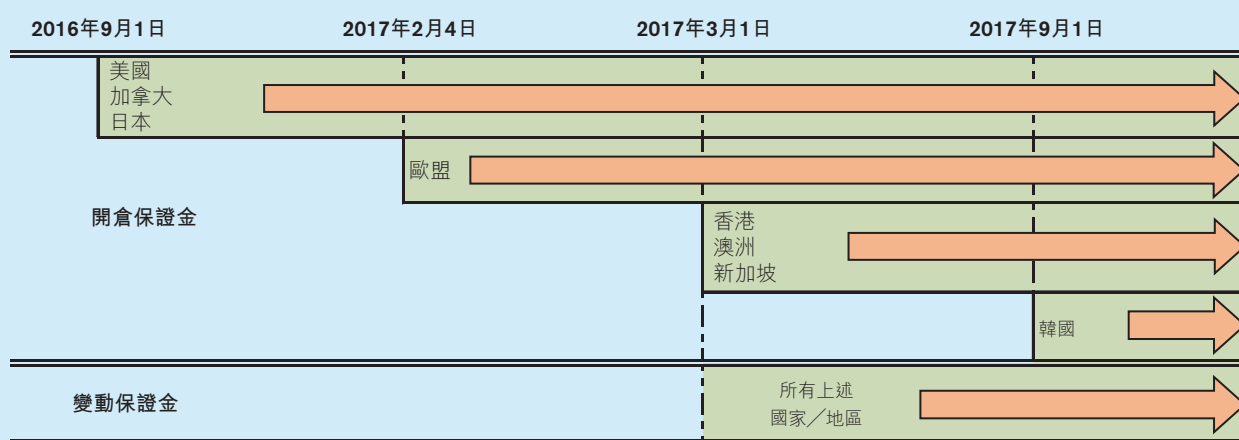 2016年9月1日
2017年2月4日
2017年3月1日
2017年9月1日
美國
加拿大
日本
歐盟
開倉保證金
香港
澳洲
新加坡
韓國
變動保證金
所有上述
國家／地區